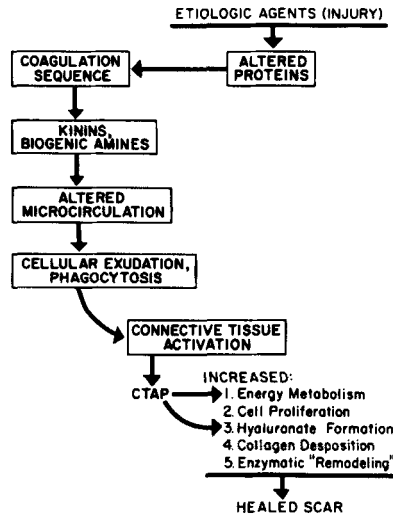 ETIOLOGIC AGENTS (INJURY)
COAGULATION
SEQUENCE
ALTERED
PROTEINS
KININS,
BIOGENIC AMINES
ALTERED
MICROCIRCULATION
CELLULAR EXUDATION,
PHAGOCYTOSIS
CONNECTIVE TISSUE
ACTIVATION
INCREASED:
CTAP
1. Energy Metabolism
2. Cell Proliferation
3. Hyaluronate Formation
4. Collagen Desposition
5. Enzymatic "Remodeling"
HEALED SCAR